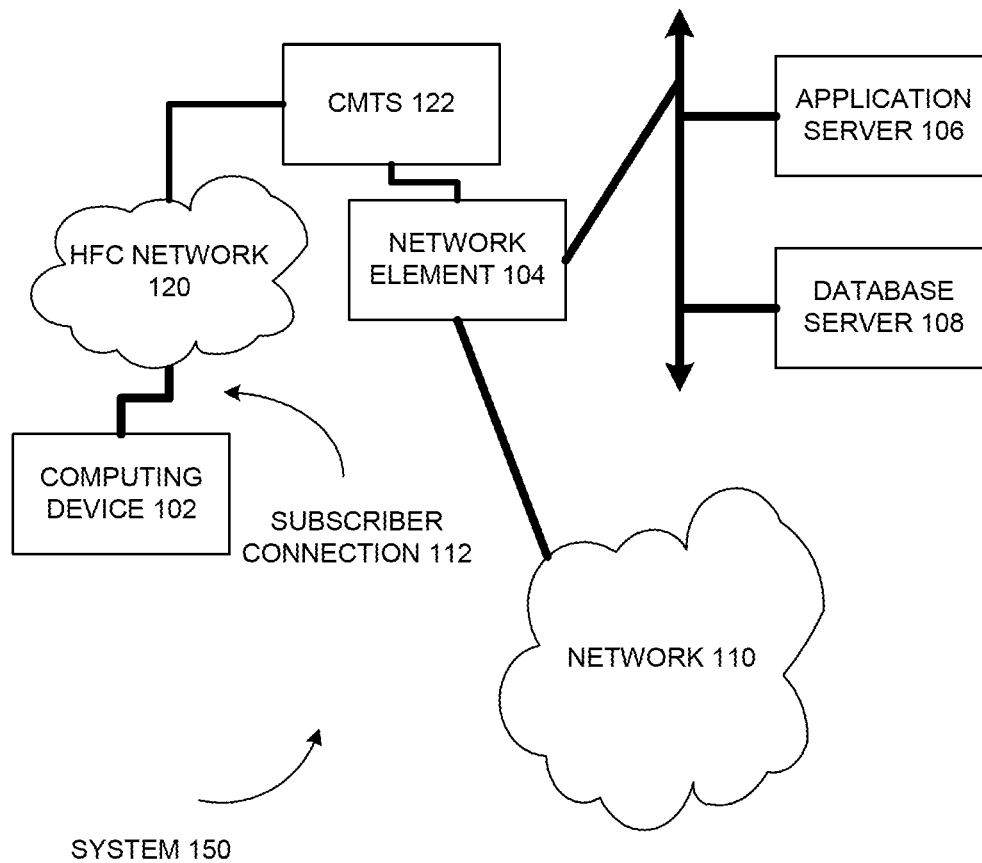 CMTS 122
APPLICATION
SERVER 106
HFC NETWORK
120
NETWORK
ELEMENT 104
DATABASE
SERVER 108
COMPUTING
DEVICE 102
SUBSCRIBER
CONNECTION 112
NETWORK 110
SYSTEM 150